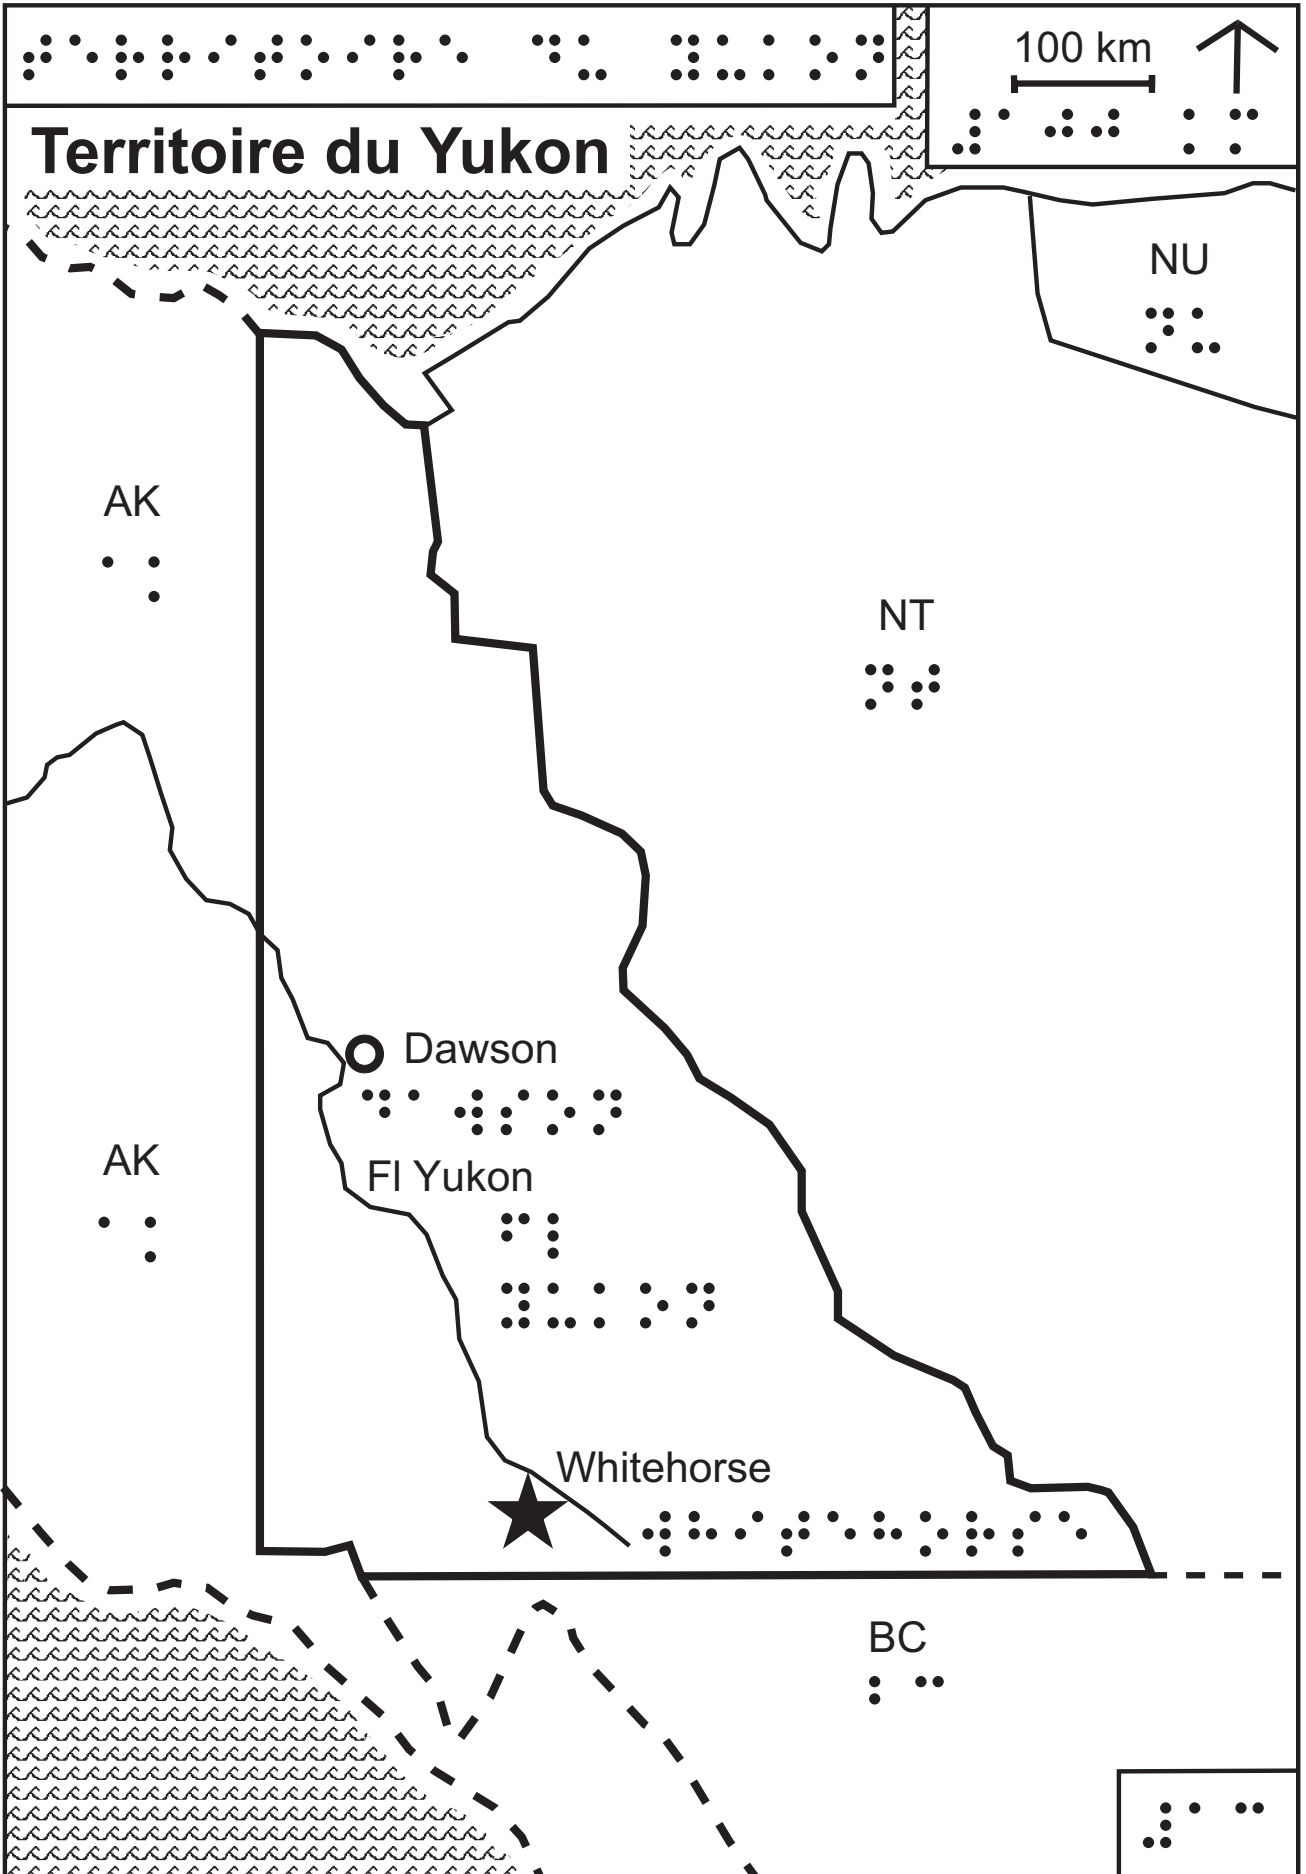 ⠞⠑⠗⠗⠊⠞⠕⠊⠗⠑ ⠙⠥ ⠽⠥⠅⠕⠝
100 km
⠼⠁⠚⠚ ⠅⠍
Territoire du Yukon
NU
⠝⠥
AK
⠁⠅
NT
⠝⠞
Dawson
⠙⠁⠺⠎⠕⠝
AK
⠁⠅
Fl Yukon
⠋⠇
⠽⠥⠅⠕⠝
Whitehorse
⠺⠓⠊⠞⠑⠓⠕⠗⠎⠑
BC
⠃⠉
⠼⠁⠉